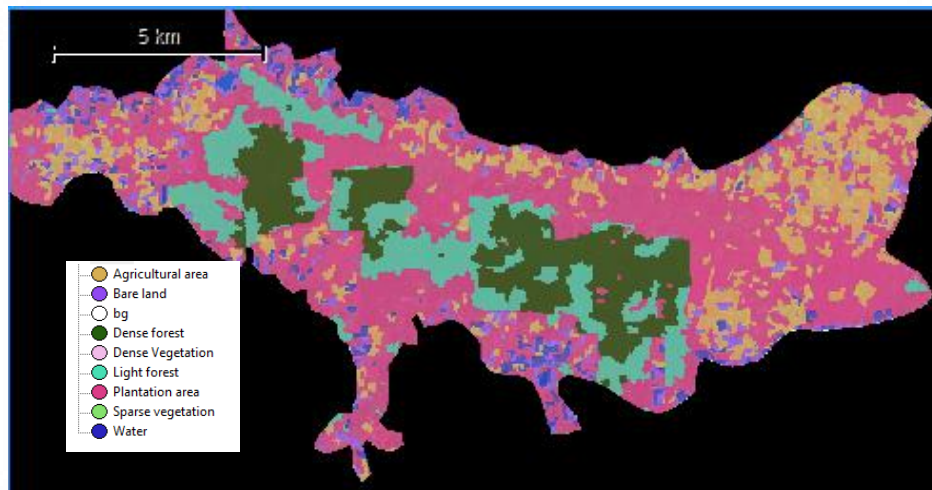 5 km
Agricultural area
Bare land
bg
Dense forest
Dense Vegetation
Light forest
Plantation area
Sparse vegetation
Water